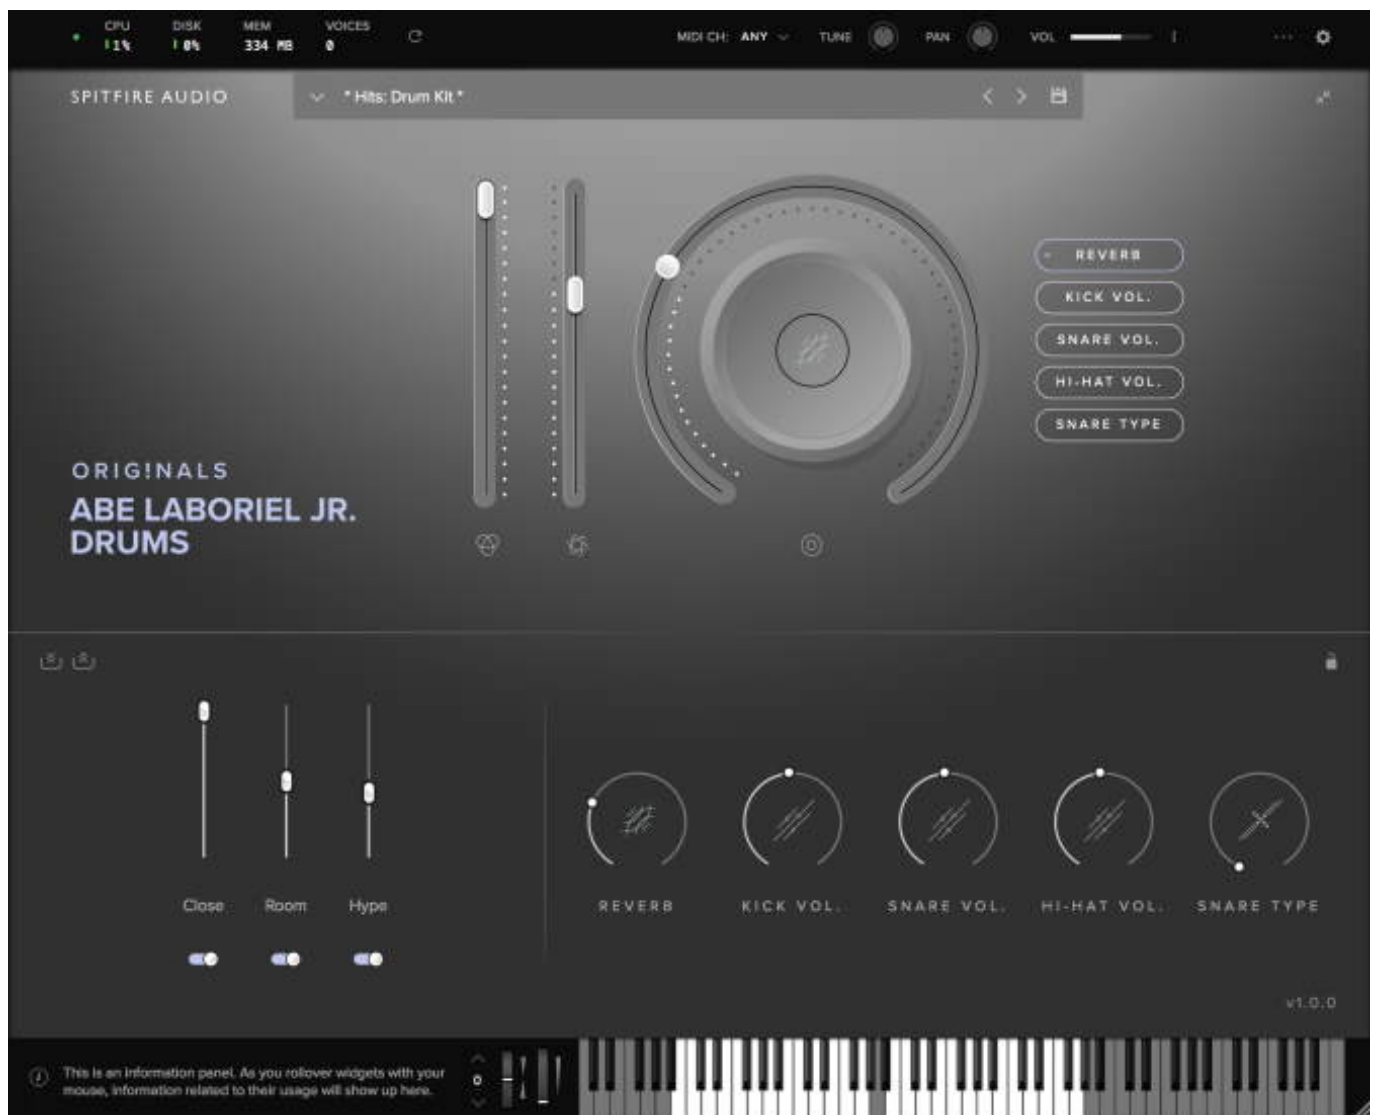 CPU DISK MEM VOICES
1% 0% 334 MB 0
MIDI CH: ANY TUNE PAN VOL
SPITFIRE AUDIO
* Hits: Drum Kit *
REVERB
KICK VOL.
SNARE VOL.
HI-HAT VOL.
SNARE TYPE
ORIG!NALS
ABE LABORIEL JR.
DRUMS
Close Room Hype
REVERB KICK VOL. SNARE VOL. HI-HAT VOL. SNARE TYPE
v1.0.0
This is an information panel. As you rollover widgets with your
mouse, information related to their usage will show up here.
0